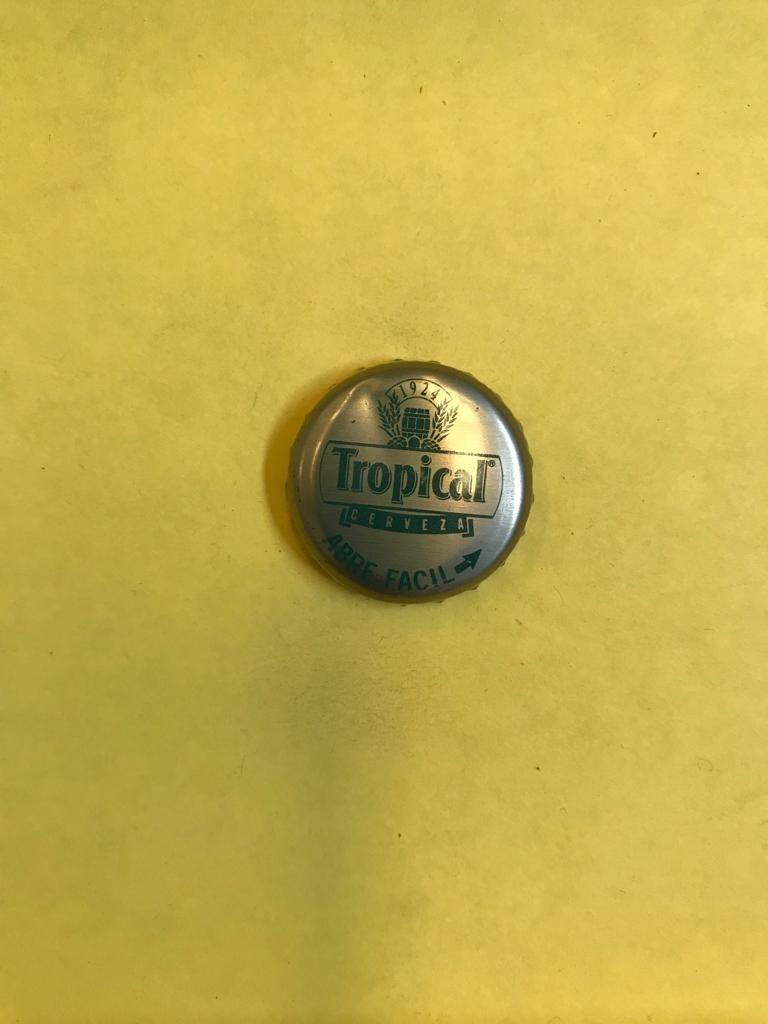 1924
Tropical®
CERVEZA
ABRE FACIL